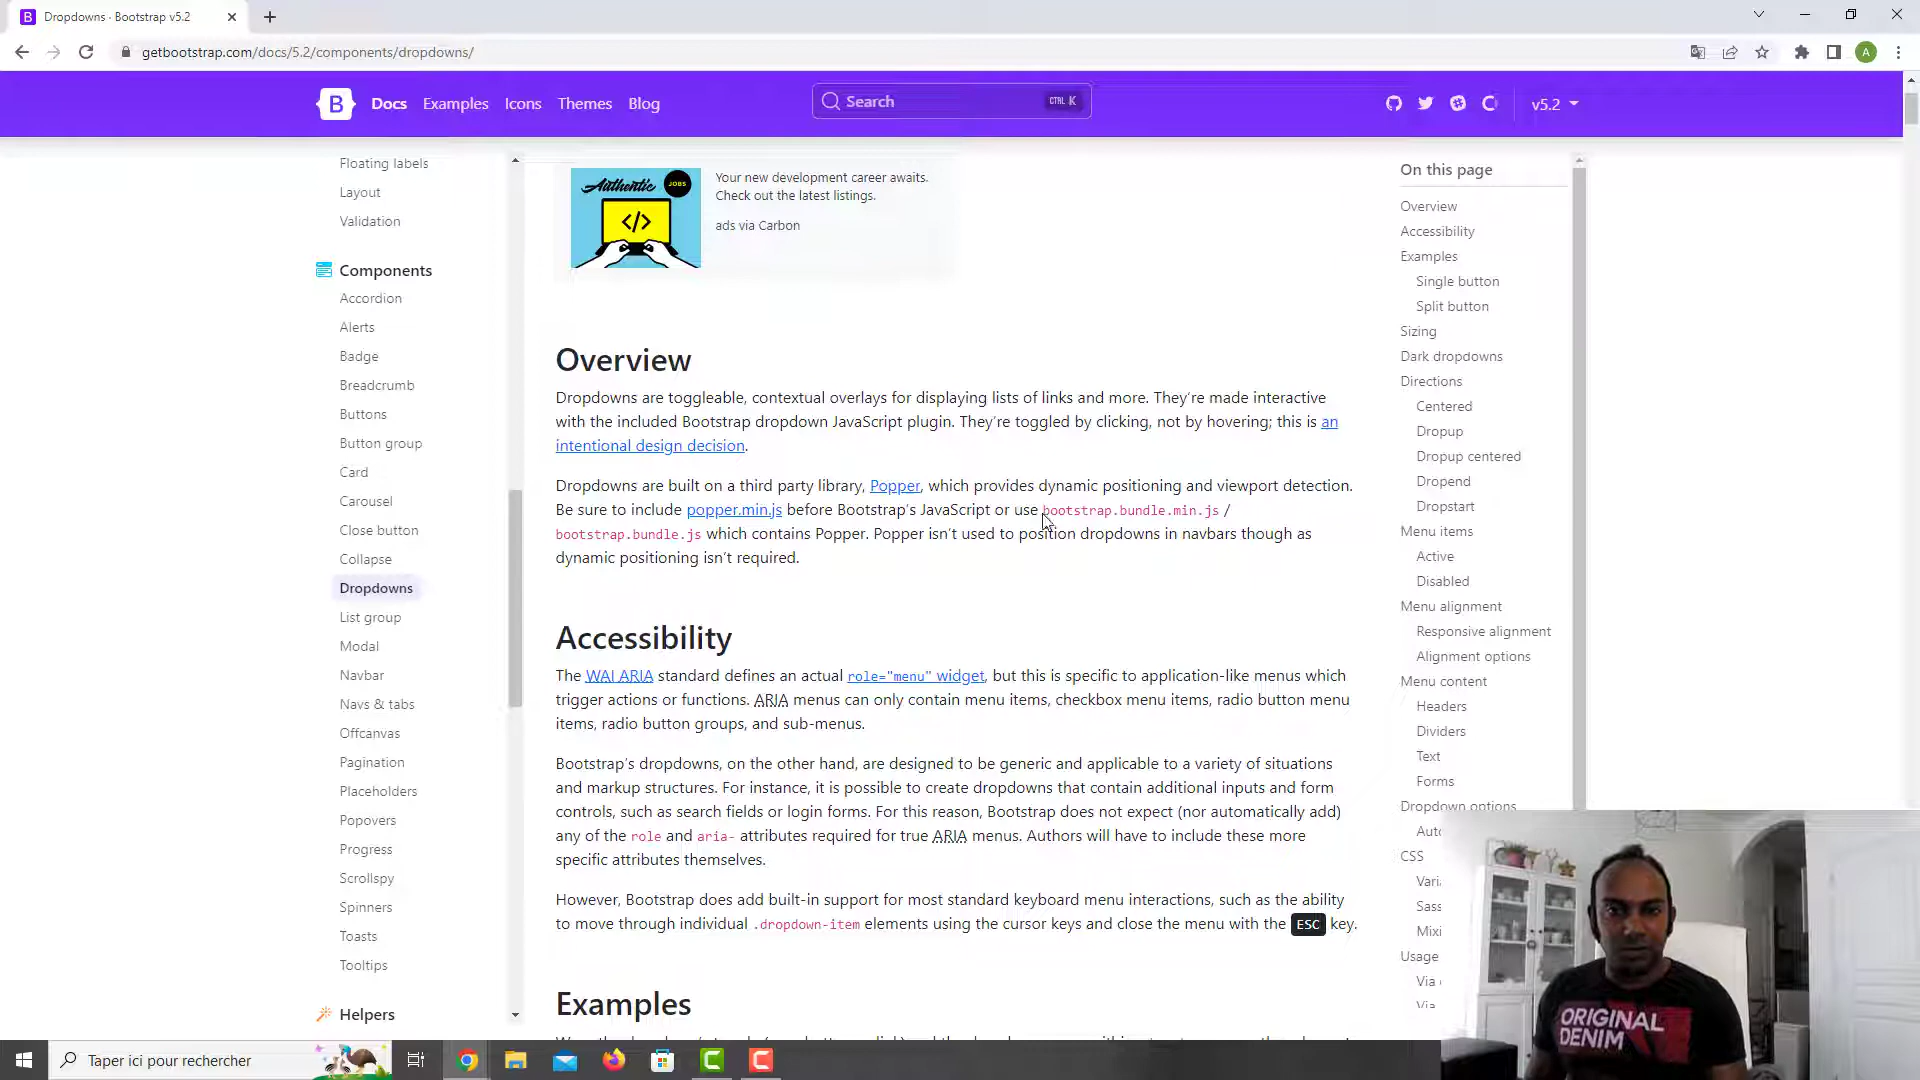 Dropdowns · Bootstrap v5.2
getbootstrap.com/docs/5.2/components/dropdowns/
A
B
Docs
Examples
Icons
Themes
Blog
Search
CTRL K
v5.2
Floating labels
Layout
Validation
Components
Accordion
Alerts
Badge
Breadcrumb
Buttons
Button group
Card
Carousel
Close button
Collapse
Dropdowns
List group
Modal
Navbar
Navs & tabs
Offcanvas
Pagination
Placeholders
Popovers
Progress
Scrollspy
Spinners
Toasts
Tooltips
Helpers
Authentic
JOBS
</>
Your new development career awaits.
Check out the latest listings.
ads via Carbon
Overview
Dropdowns are toggleable, contextual overlays for displaying lists of links and more. They’re made interactive
with the included Bootstrap dropdown JavaScript plugin. They’re toggled by clicking, not by hovering; this is an
intentional design decision.
Dropdowns are built on a third party library, Popper, which provides dynamic positioning and viewport detection.
Be sure to include popper.min.js before Bootstrap’s JavaScript or use bootstrap.bundle.min.js /
bootstrap.bundle.js which contains Popper. Popper isn’t used to position dropdowns in navbars though as
dynamic positioning isn’t required.
Accessibility
The WAI ARIA standard defines an actual role="menu" widget, but this is specific to application-like menus which
trigger actions or functions. ARIA menus can only contain menu items, checkbox menu items, radio button menu
items, radio button groups, and sub-menus.
Bootstrap’s dropdowns, on the other hand, are designed to be generic and applicable to a variety of situations
and markup structures. For instance, it is possible to create dropdowns that contain additional inputs and form
controls, such as search fields or login forms. For this reason, Bootstrap does not expect (nor automatically add)
any of the role and aria- attributes required for true ARIA menus. Authors will have to include these more
specific attributes themselves.
However, Bootstrap does add built-in support for most standard keyboard menu interactions, such as the ability
to move through individual .dropdown-item elements using the cursor keys and close the menu with the ESC key.
Examples
On this page
Overview
Accessibility
Examples
Single button
Split button
Sizing
Dark dropdowns
Directions
Centered
Dropup
Dropup centered
Dropend
Dropstart
Menu items
Active
Disabled
Menu alignment
Responsive alignment
Alignment options
Menu content
Headers
Dividers
Text
Forms
Dropdown options
CSS
Sass
Usage
Via
ORIGINAL
DENIM
Taper ici pour rechercher